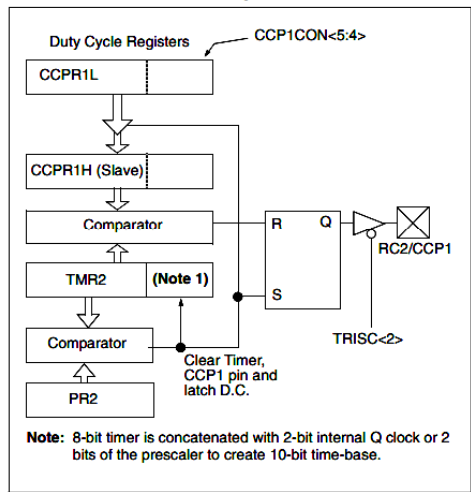 Duty Cycle Registers
CCP1CON<5:4>
CCPR1L
CCPR1H (Slave)
Comparator
R Q
RC2/CCP1
TMR2
(Note 1)
S
TRISC<2>
Comparator
Clear Timer,
CCP1 pin and
latch D.C.
PR2
Note: 8-bit timer is concatenated with 2-bit internal Q clock or 2
bits of the prescaler to create 10-bit time-base.